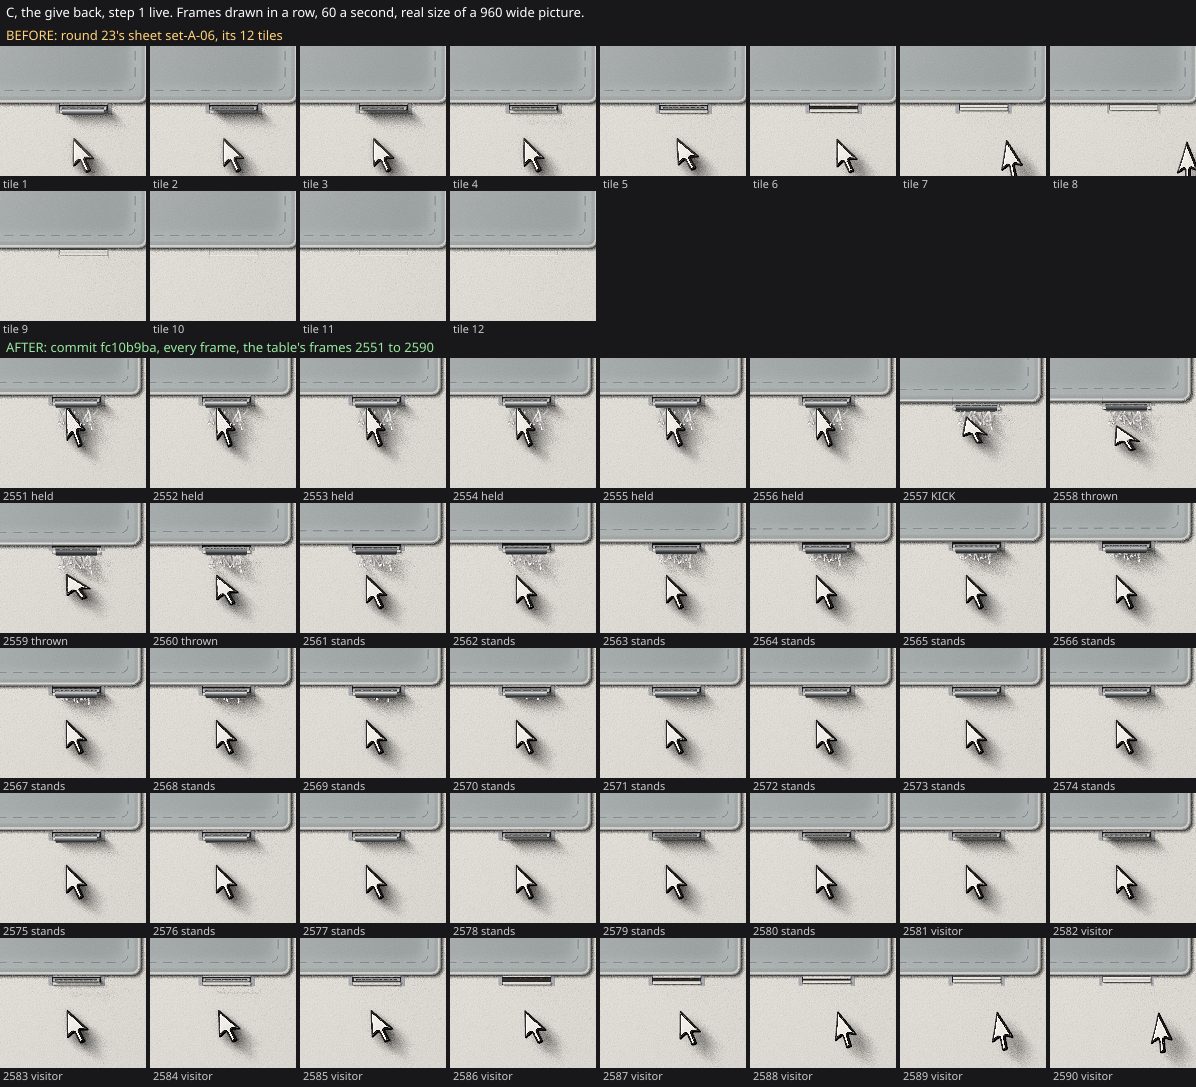 C, the give back, step 1 live. Frames drawn in a row, 60 a second, real size of a 960 wide picture.
BEFORE: round 23's sheet set-A-06, its 12 tiles
tile 1 tile 2 tile 3 tile 4 tile 5 tile 6 tile 7 tile 8
tile 9 tile 10 tile 11 tile 12
AFTER: commit fc10b9ba, every frame, the table's frames 2551 to 2590
2551 held 2552 held 2553 held 2554 held 2555 held 2556 held 2557 KICK 2558 thrown
2559 thrown 2560 thrown 2561 stands 2562 stands 2563 stands 2564 stands 2565 stands 2566 stands
2567 stands 2568 stands 2569 stands 2570 stands 2571 stands 2572 stands 2573 stands 2574 stands
2575 stands 2576 stands 2577 stands 2578 stands 2579 stands 2580 stands 2581 visitor 2582 visitor
2583 visitor 2584 visitor 2585 visitor 2586 visitor 2587 visitor 2588 visitor 2589 visitor 2590 visitor